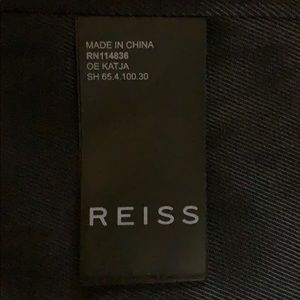 MADE IN CHINA
RN114836
OE KATJA
SH 65.4.100.30
REISS